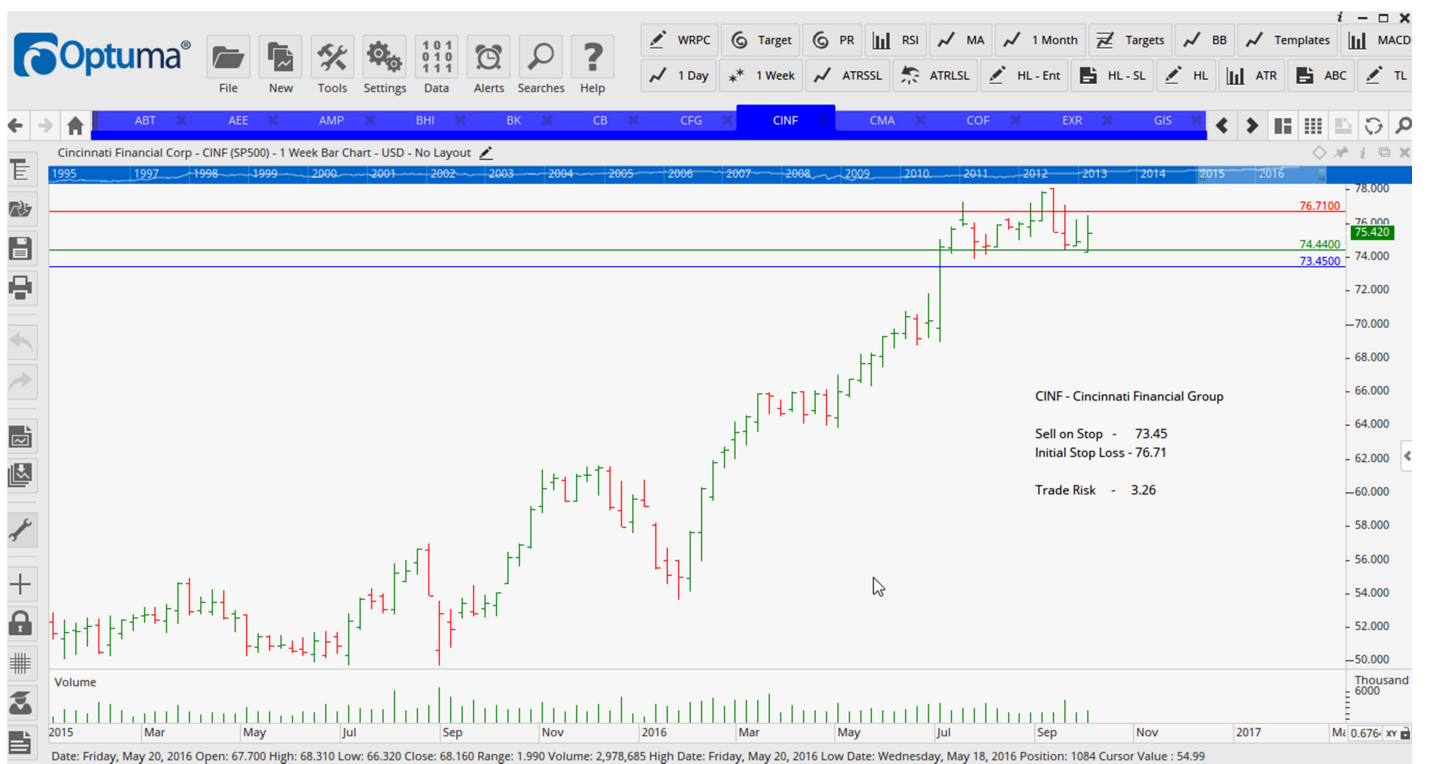 i
Optuma®
File
New
Tools
Settings
Data
Alerts
Searches
Help
WRPC
Target
PR
RSI
MA
1 Month
Targets
BB
Templates
MACD
1 Day
1 Week
ATRSSL
ATRLSL
HL - Ent
HL - SL
HL
ATR
ABC
TL
ABT
AEE
AMP
BHI
BK
CB
CFG
CINF
CMA
COF
EXR
GIS
Cincinnati Financial Corp - CINF (SP500) - 1 Week Bar Chart - USD - No Layout
1995 1997 1998 1999 2000 2001 2002 2003 2004 2005 2006 2007 2008 2009 2010 2011 2012 2013 2014 2015 2016
78.000
76.7100
76.000
75.420
74.4400
74.000
73.4500
72.000
70.000
68.000
66.000
CINF - Cincinnati Financial Group
64.000
Sell on Stop - 73.45
Initial Stop Loss - 76.71
62.000
Trade Risk - 3.26
60.000
58.000
56.000
54.000
52.000
50.000
Volume
Thousand
6000
2015 Mar May Jul Sep Nov 2016 Mar May Jul Sep Nov 2017
0.676
XY
Date: Friday, May 20, 2016 Open: 67.700 High: 68.310 Low: 66.320 Close: 68.160 Range: 1.990 Volume: 2,978,685 High Date: Friday, May 20, 2016 Low Date: Wednesday, May 18, 2016 Position: 1084 Cursor Value : 54.99